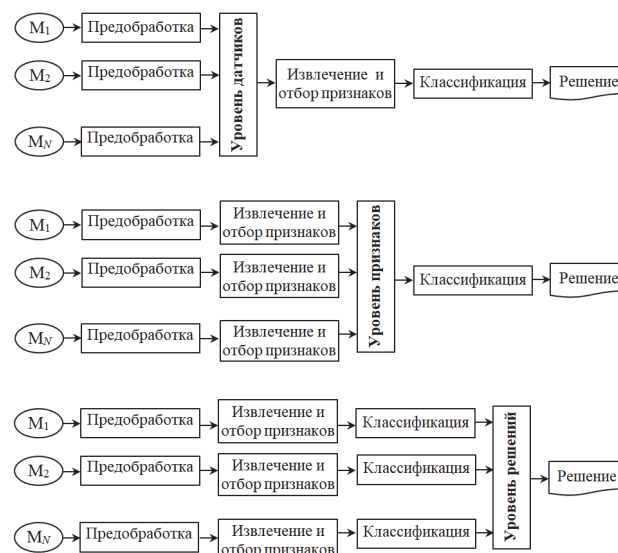 M1
Предобработка
M2
Предобработка
MN
Предобработка
Уровень датчиков
Извлечение и
отбор признаков
Классификация
Решение
M1
Предобработка
Извлечение и
отбор признаков
M2
Предобработка
Извлечение и
отбор признаков
MN
Предобработка
Извлечение и
отбор признаков
Уровень признаков
Классификация
Решение
M1
Предобработка
Извлечение и
отбор признаков
Классификация
M2
Предобработка
Извлечение и
отбор признаков
Классификация
MN
Предобработка
Извлечение и
отбор признаков
Классификация
Уровень решений
Решение